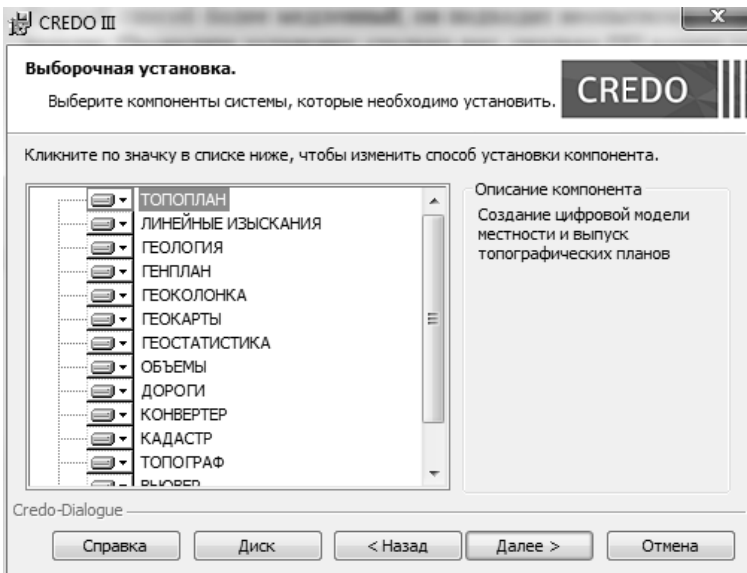 CREDO III
Выборочная установка.
Выберите компоненты системы, которые необходимо установить.
CREDO
Кликните по значку в списке ниже, чтобы изменить способ установки компонента.
ТОПОПЛАН
ЛИНЕЙНЫЕ ИЗЫСКАНИЯ
ГЕОЛОГИЯ
ГЕНПЛАН
ГЕОКОЛОНКА
ГЕОКАРТЫ
ГЕОСТАТИСТИКА
ОБЪЕМЫ
ДОРОГИ
КОНВЕРТЕР
КАДАСТР
ТОПОГРАФ
ВЬЮВЕР
Описание компонента
Создание цифровой модели
местности и выпуск
топографических планов
Credo-Dialogue
Справка Диск < Назад Далее > Отмена